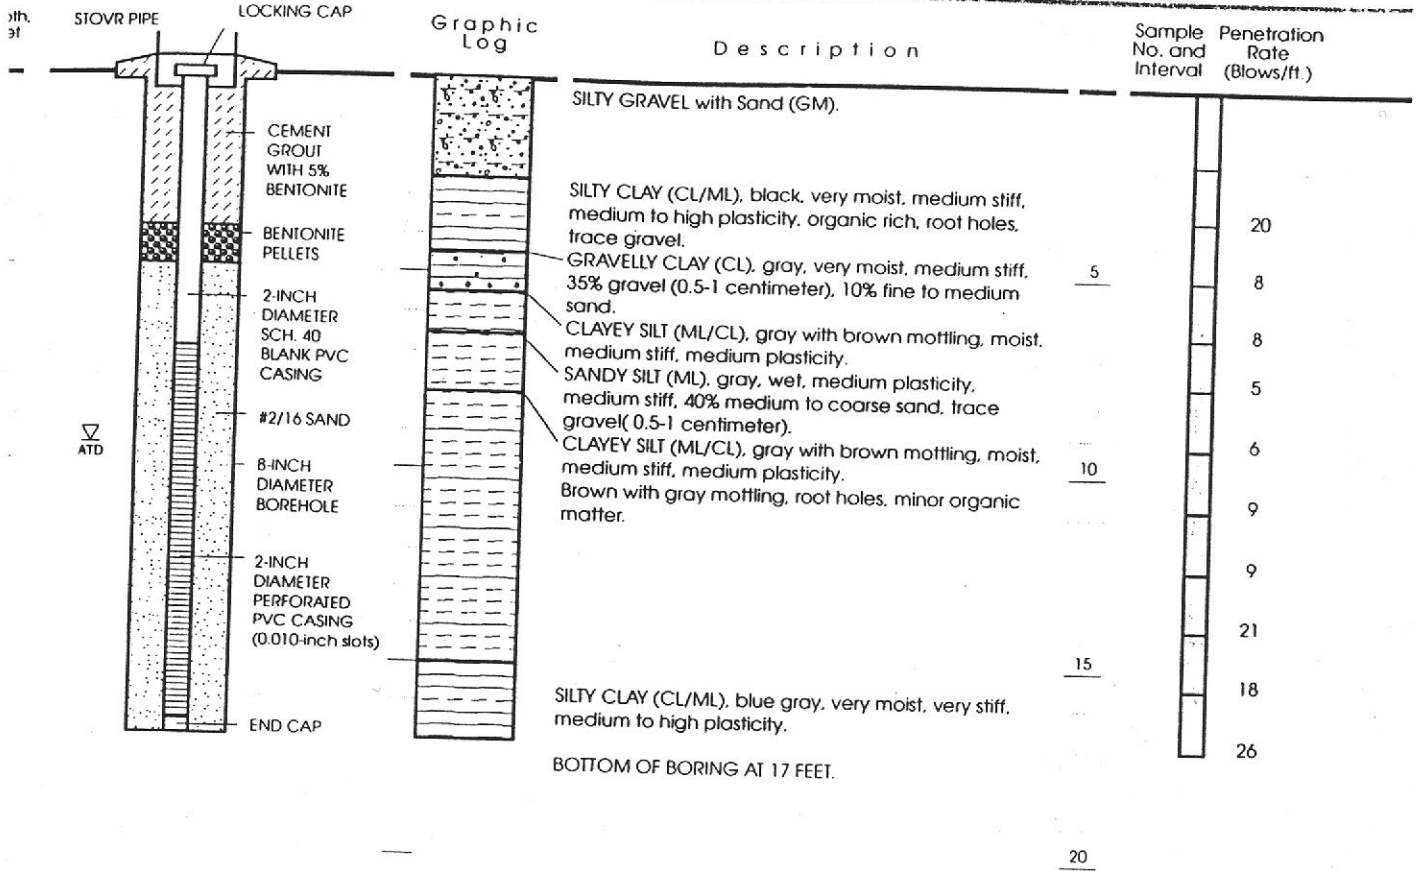 STOVR PIPE
LOCKING CAP
Graphic
Log
Description
Sample
No. and
Interval
Penetration
Rate
(Blows/ft.)
SILTY GRAVEL with Sand (GM).
CEMENT
GROUT
WITH 5%
BENTONITE
SILTY CLAY (CL/ML), black, very moist, medium stiff,
medium to high plasticity, organic rich, root holes,
trace gravel.
20
BENTONITE
PELLETS
GRAVELLY CLAY (CL), gray, very moist, medium stiff,
35% gravel (0.5-1 centimeter), 10% fine to medium
sand.
5
8
2-INCH
DIAMETER
SCH. 40
BLANK PVC
CASING
CLAYEY SILT (ML/CL), gray with brown mottling, moist,
medium stiff, medium plasticity.
8
SANDY SILT (ML), gray, wet, medium plasticity,
medium stiff, 40% medium to coarse sand, trace
gravel( 0.5-1 centimeter).
5
#2/16 SAND
ATD
CLAYEY SILT (ML/CL), gray with brown mottling, moist,
medium stiff, medium plasticity.
6
8-INCH
DIAMETER
BOREHOLE
10
Brown with gray mottling, root holes, minor organic
matter.
9
2-INCH
DIAMETER
PERFORATED
PVC CASING
(0.010-inch slots)
9
21
15
SILTY CLAY (CL/ML), blue gray, very moist, very stiff,
medium to high plasticity.
18
END CAP
26
BOTTOM OF BORING AT 17 FEET.
20